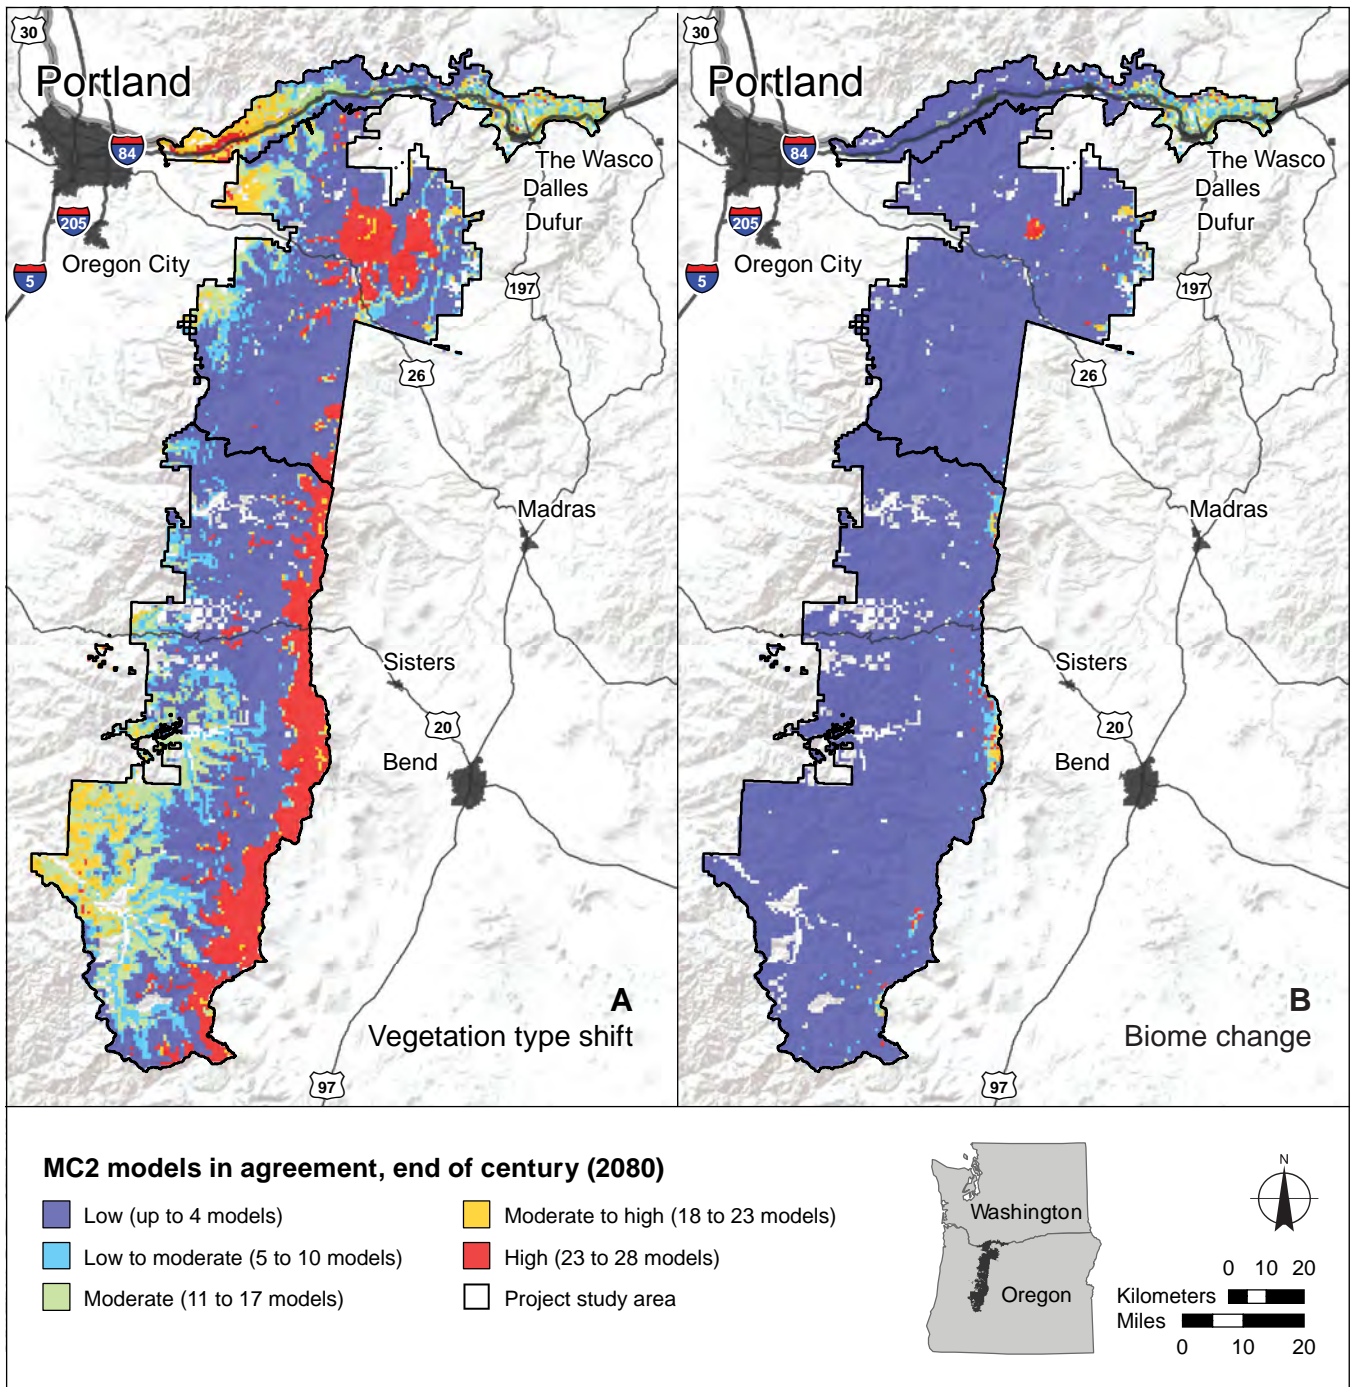 30
Portland
84
The Wasco
Dalles
205
Dufur
Oregon City
5
197
26
Madras
Sisters
20
Bend
A
Vegetation type shift
97
30
Portland
84
The Wasco
Dalles
205
Dufur
Oregon City
5
197
26
Madras
Sisters
20
Bend
B
Biome change
97
MC2 models in agreement, end of century (2080)
Low (up to 4 models)
Low to moderate (5 to 10 models)
Moderate (11 to 17 models)
Moderate to high (18 to 23 models)
High (23 to 28 models)
Project study area
Washington
Oregon
N
0 10 20
Kilometers
Miles
0 10 20